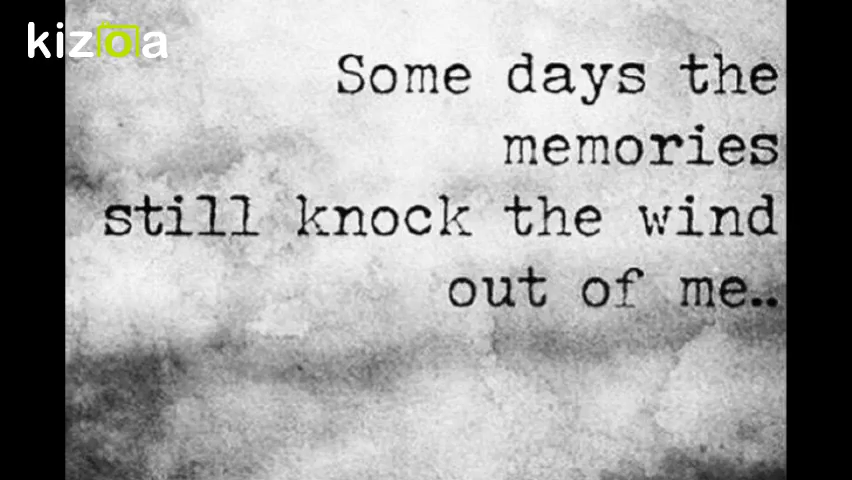 kizoa
Some days the
memories
still knock the wind
out of me..